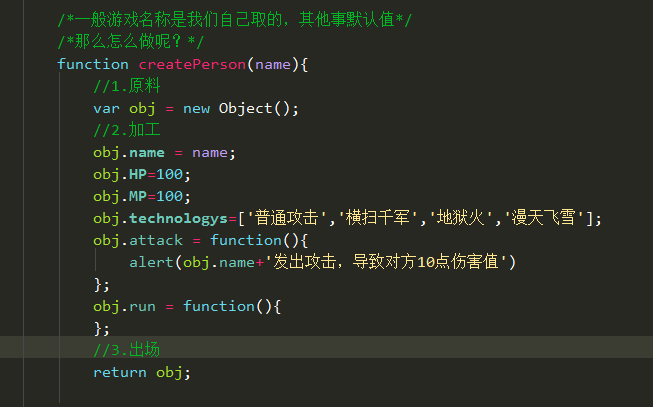 /*一般游戏名称是我们自己取的，其他事默认值*/
/*那么怎么做呢？*/
function createPerson(name){
//1.原料
var obj = new Object();
//2.加工
obj.name = name;
obj.HP=100;
obj.MP=100;
obj.technologys=['普通攻击','横扫千军','地狱火','漫天飞雪'];
obj.attack = function(){
alert(obj.name+'发出攻击，导致对方10点伤害值')
};
obj.run = function(){
};
//3.出场
return obj;